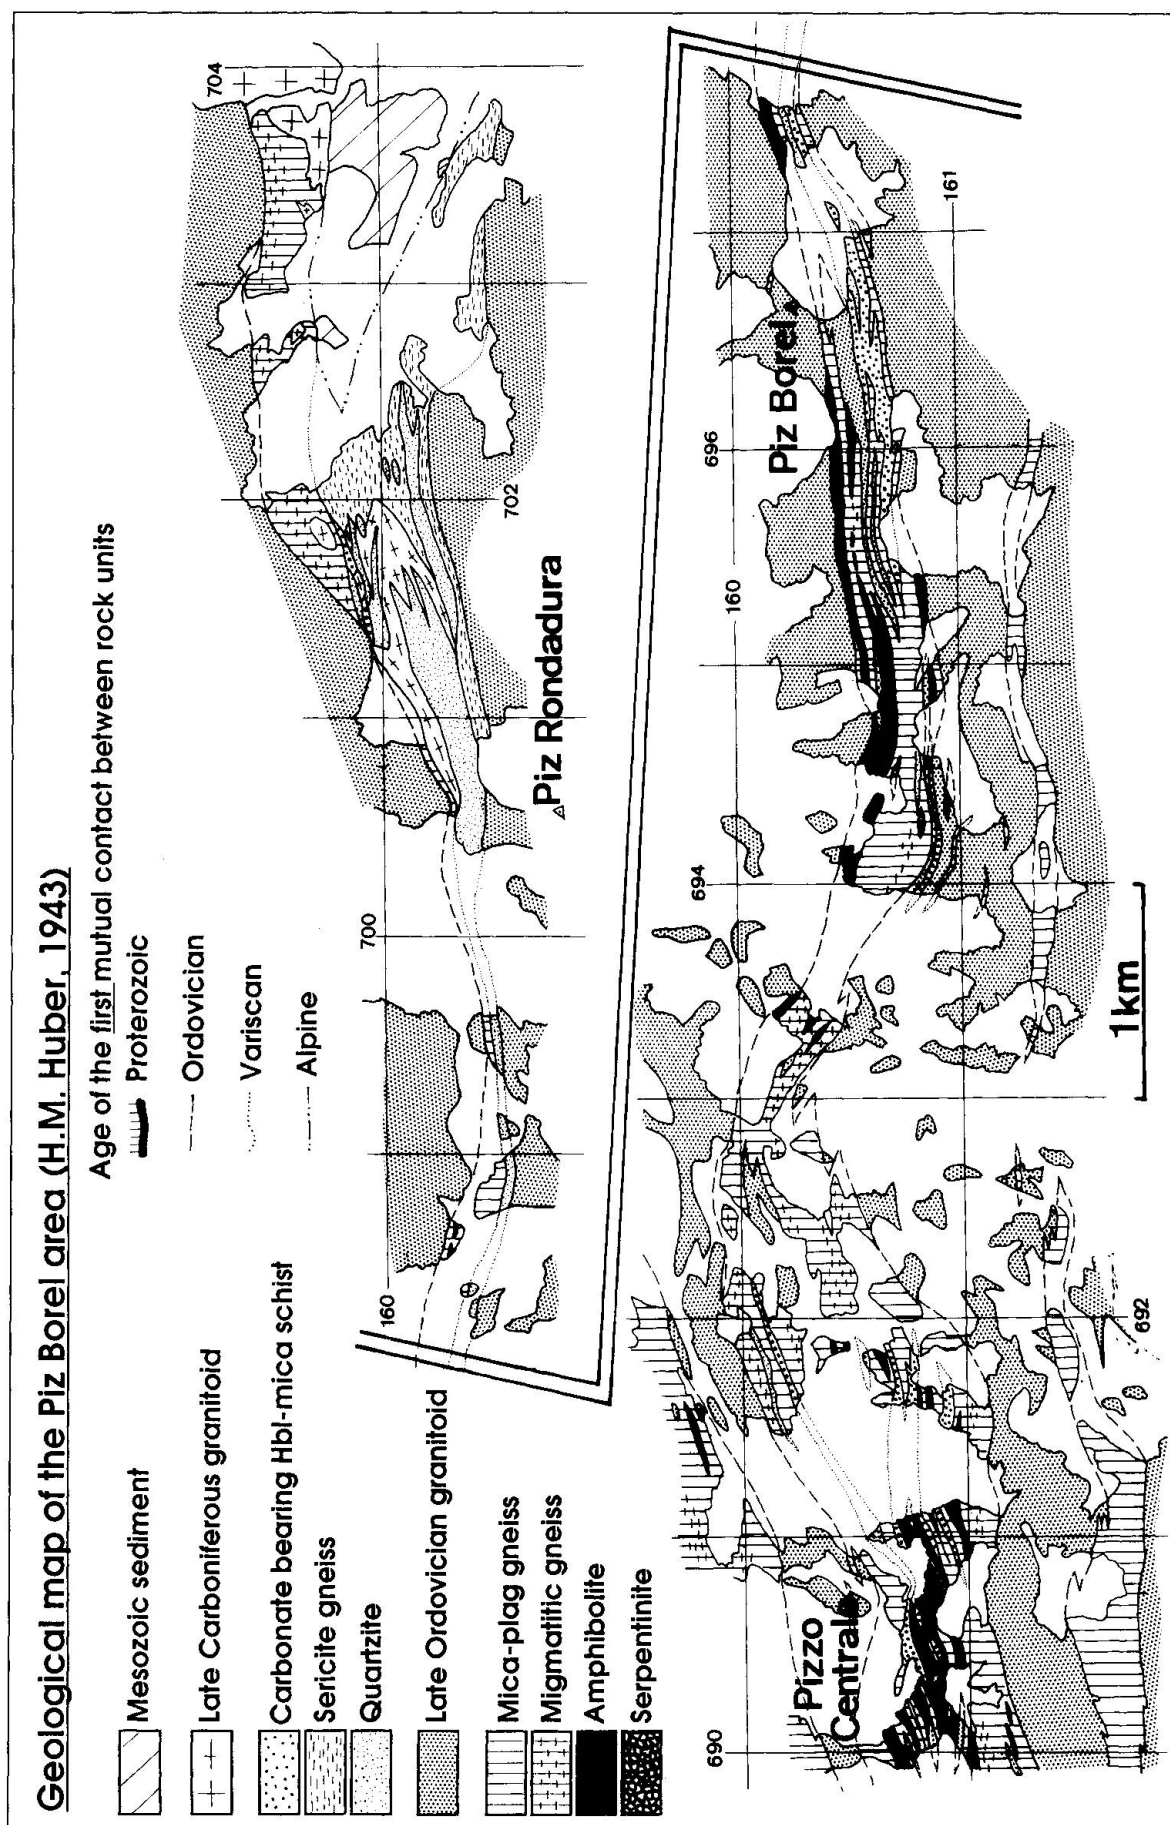 Geological map of the Piz Borel area (H.M. Huber, 1943)
Age of the first mutual contact between rock units
Proterozoic
Ordovician
Variscan
Alpine
Mesozoic sediment
Late Carboniferous granitoid
Carbonate bearing Hbl-mica schist
Sericite gneiss
Quartzite
Late Ordovician granitoid
Mica-plag gneiss
Migmatitic gneiss
Amphibolite
Serpentinite
160
700
702
704
Piz Rondadura
690
692
694
696
160
161
Pizzo
Centrale
Piz Borel
1km